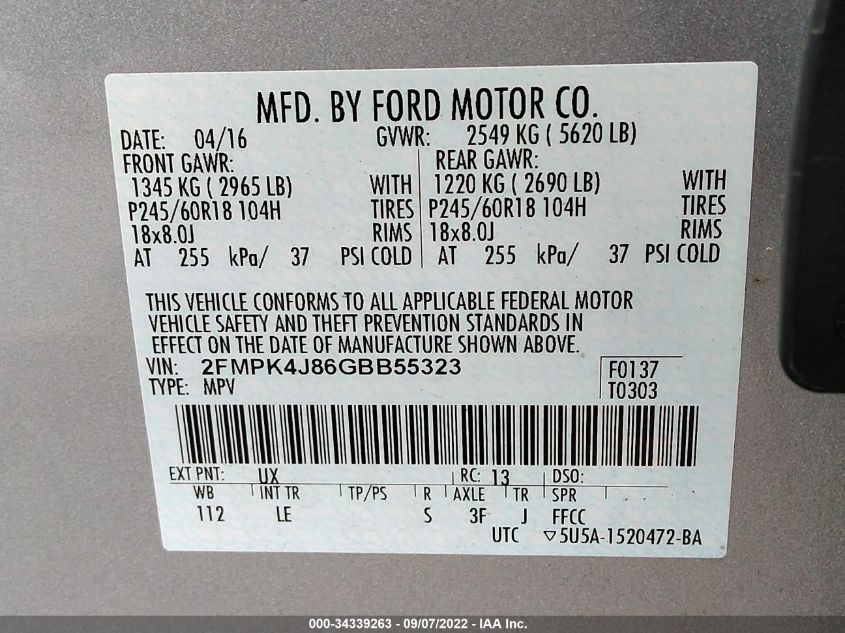 MFD. BY FORD MOTOR CO.
DATE: 04/16 GVWR: 2549 KG ( 5620 LB)
FRONT GAWR: REAR GAWR:
1345 KG ( 2965 LB) WITH 1220 KG ( 2690 LB) WITH
P245/60R18 104H TIRES P245/60R18 104H TIRES
18x8.0J RIMS 18x8.0J RIMS
AT 255 kPa/ 37 PSI COLD AT 255 kPa/ 37 PSI COLD
THIS VEHICLE CONFORMS TO ALL APPLICABLE FEDERAL MOTOR
VEHICLE SAFETY AND THEFT PREVENTION STANDARDS IN
EFFECT ON THE DATE OF MANUFACTURE SHOWN ABOVE.
VIN: 2FMPK4J86GBB55323 F0137
TYPE: MPV T0303
EXT PNT: UX RC: 13 DSO:
WB INT TR TP/PS R AXLE TR SPR
112 LE S 3F J FFCC
UTC ▽5U5A-1520472-BA
000-34339263 - 09/07/2022 - IAA Inc.